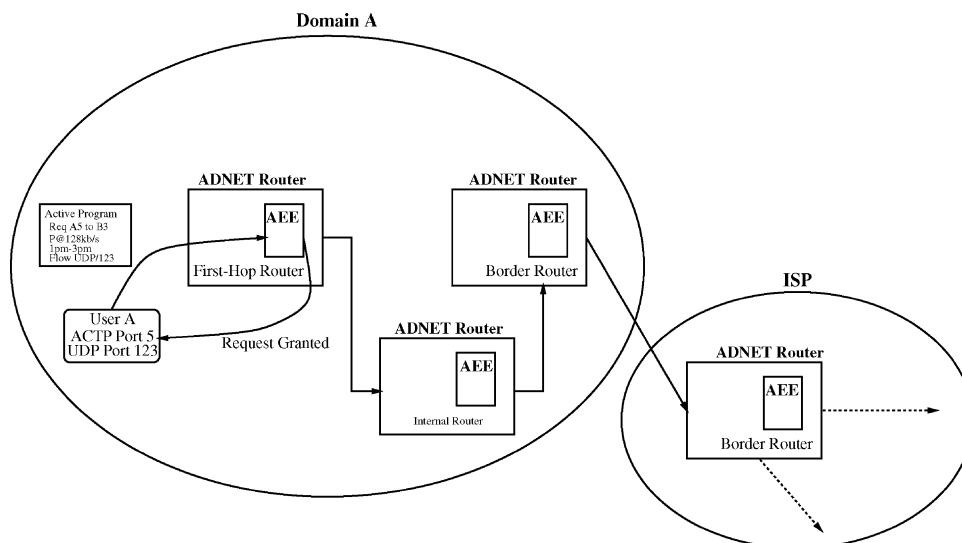 Domain A
ADNET Router
AEE
First-Hop Router
ADNET Router
AEE
Border Router
Active Program
Req A5 to B3
P@128kb/s
1pm-3pm
Flow UDP/123
User A
ACTP Port 5
UDP Port 123
Request Granted
ADNET Router
AEE
Internal Router
ISP
ADNET Router
AEE
Border Router